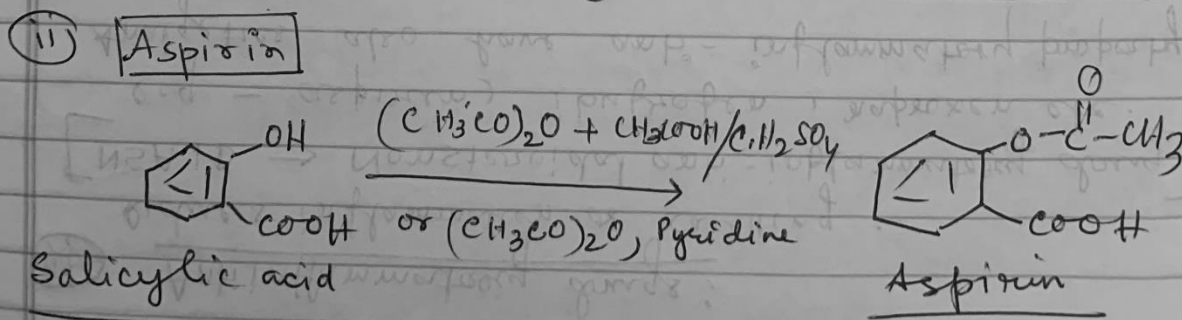 (ii) Aspirin
OH
COOH
Salicylic acid
(CH3CO)2O + CH3COOH/C.H2SO4
or (CH3CO)2O, Pyridine
O
O-C-CH3
COOH
Aspirin